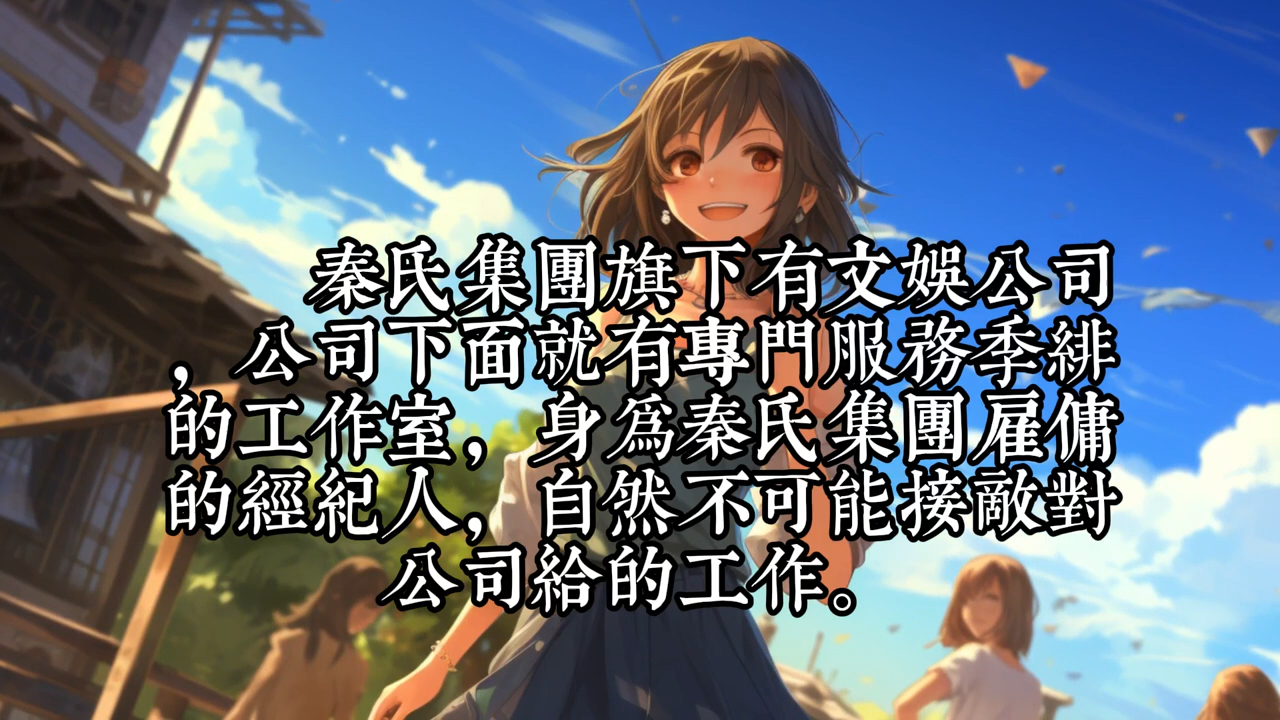 秦氏集團旗下有文娛公司
，公司下面就有專門服務季緋
的工作室，身爲秦氏集團雇傭
的經紀人，自然不可能接敵對
公司給的工作。